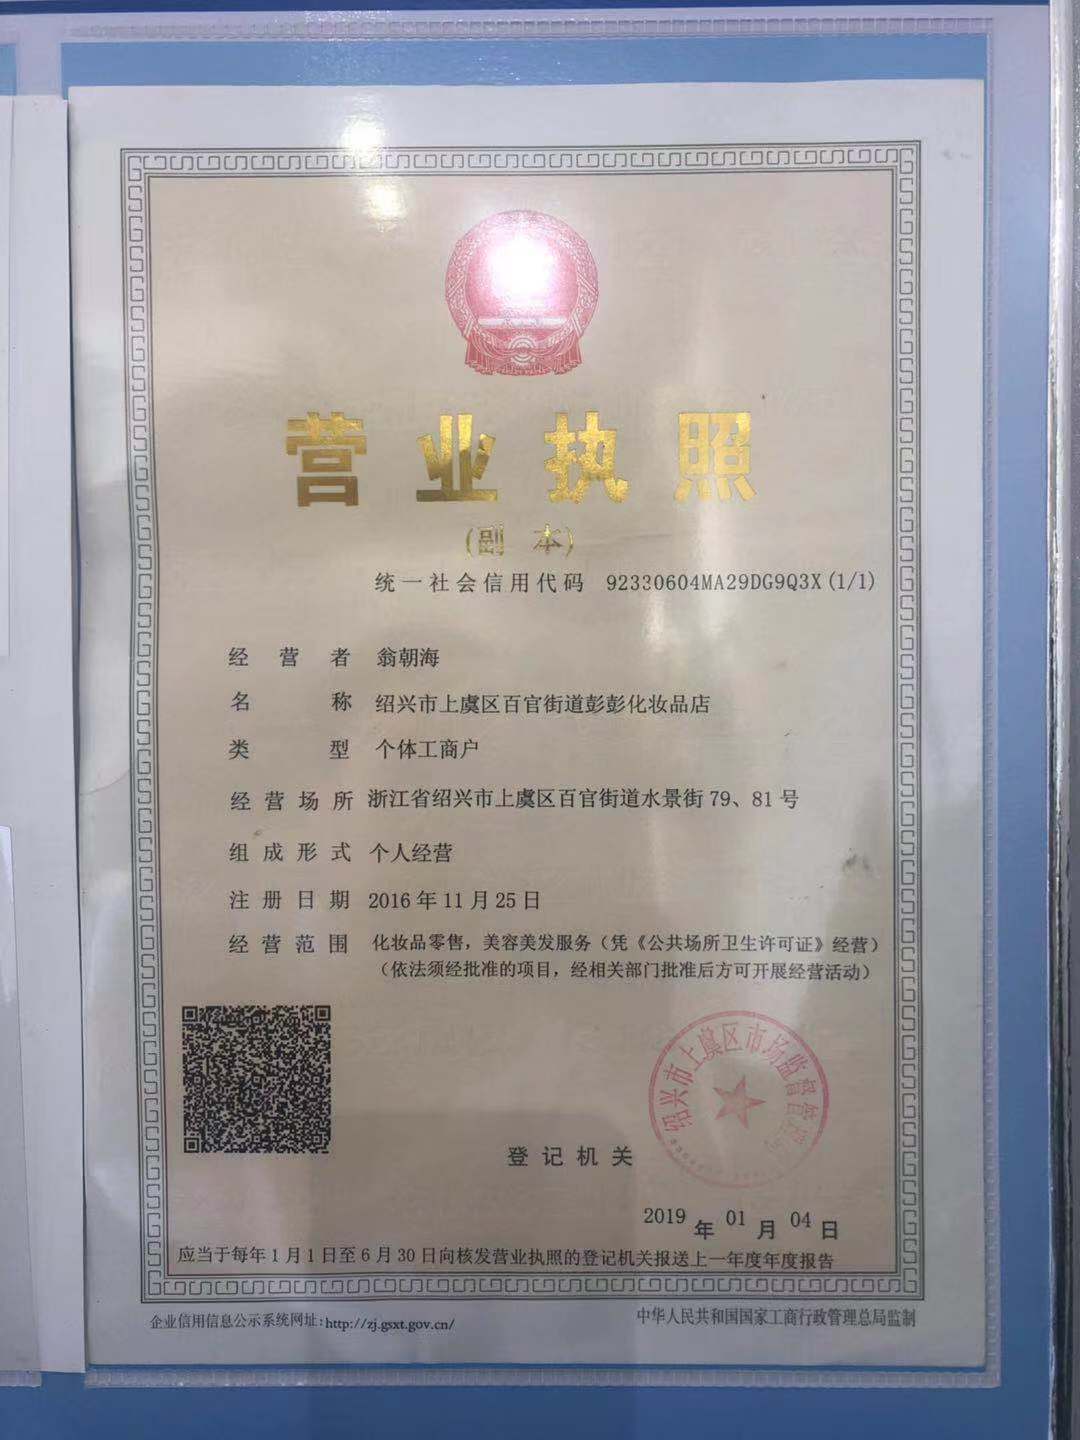 营业执照
(副 本)
统一社会信用代码 92330604MA29DG9Q3X(1/1)
经营者 翁朝海
名称 绍兴市上虞区百官街道彭彭化妆品店
类型 个体工商户
经营场所 浙江省绍兴市上虞区百官街道水景街79、81号
组成形式 个人经营
注册日期 2016年11月25日
经营范围 化妆品零售，美容美发服务（凭《公共场所卫生许可证》经营）
（依法须经批准的项目，经相关部门批准后方可开展经营活动）
绍兴市上虞区市场监督管理局
登记机关
2019年01月04日
应当于每年1月1日至6月30日向核发营业执照的登记机关报送上一年度年度报告
企业信用信息公示系统网址:http://zj.gsxt.gov.cn/
中华人民共和国国家工商行政管理总局监制